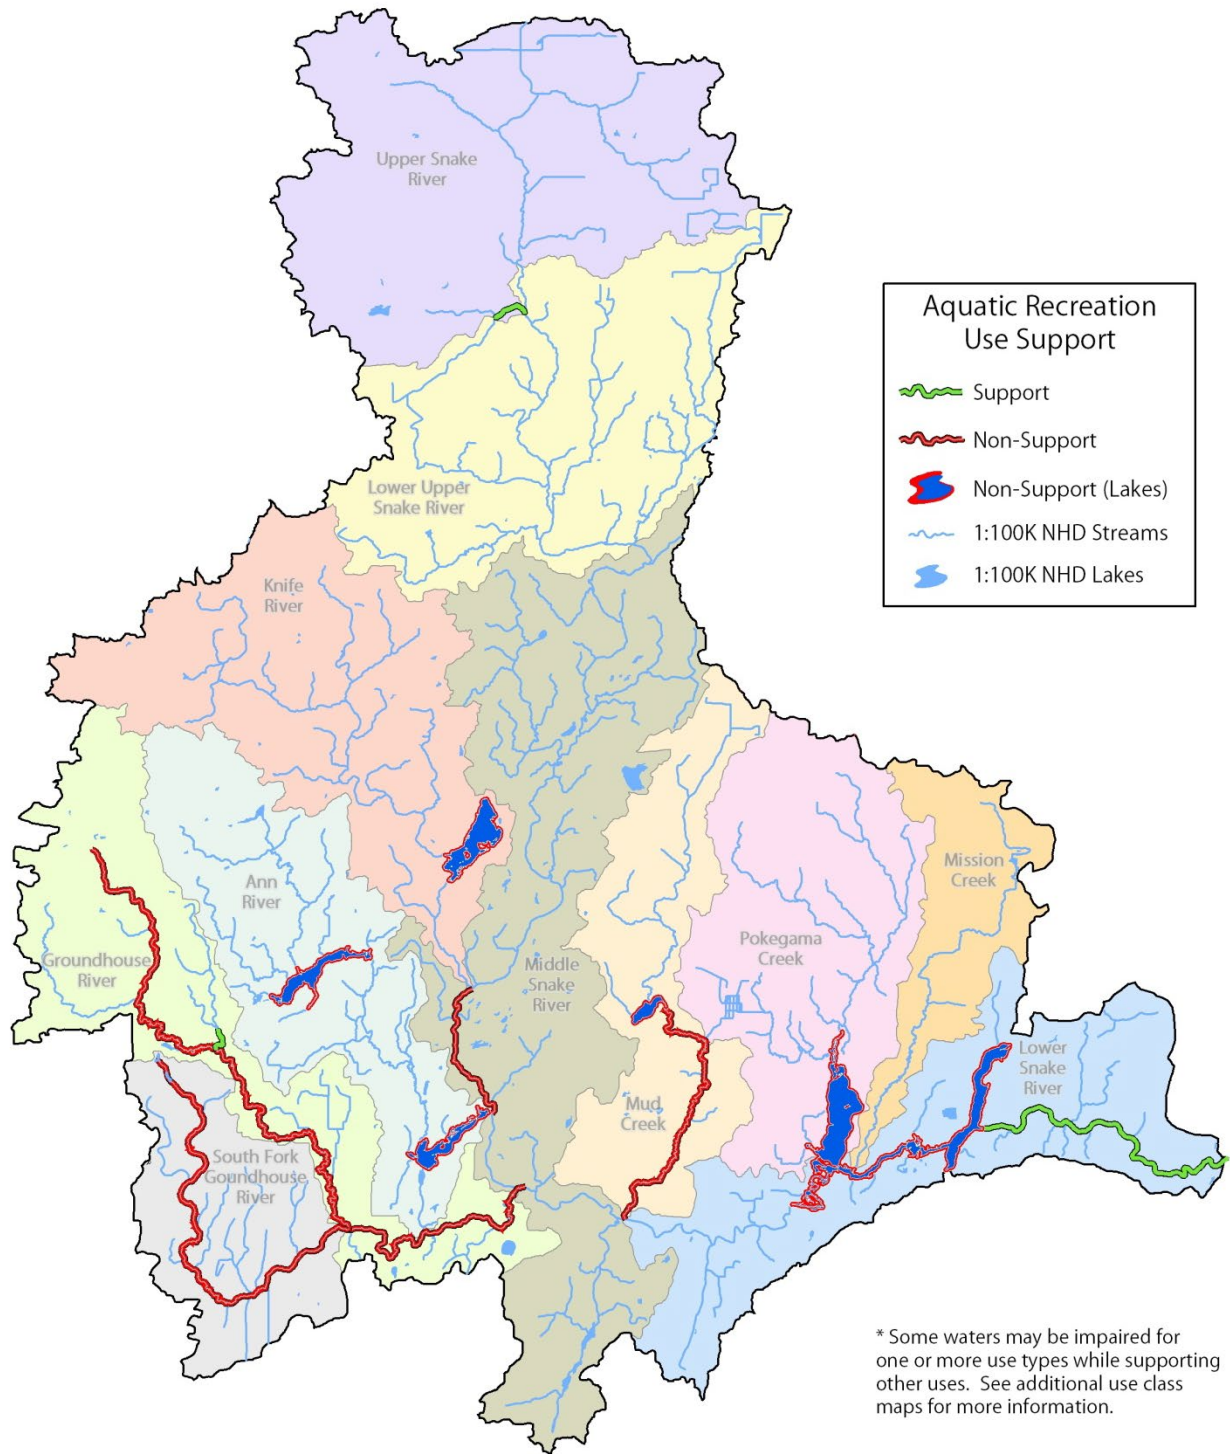 Upper Snake
River
Aquatic Recreation
Use Support
Support
Non-Support
Non-Support (Lakes)
1:100K NHD Streams
1:100K NHD Lakes
Lower Upper
Snake River
Knife
River
Mission
Creek
Ann
River
Pokegama
Creek
Groundhouse
River
Middle
Snake
River
Lower
Snake
River
Mud
Creek
South Fork
Goundhouse
River
* Some waters may be impaired for
one or more use types while supporting
other uses. See additional use class
maps for more information.